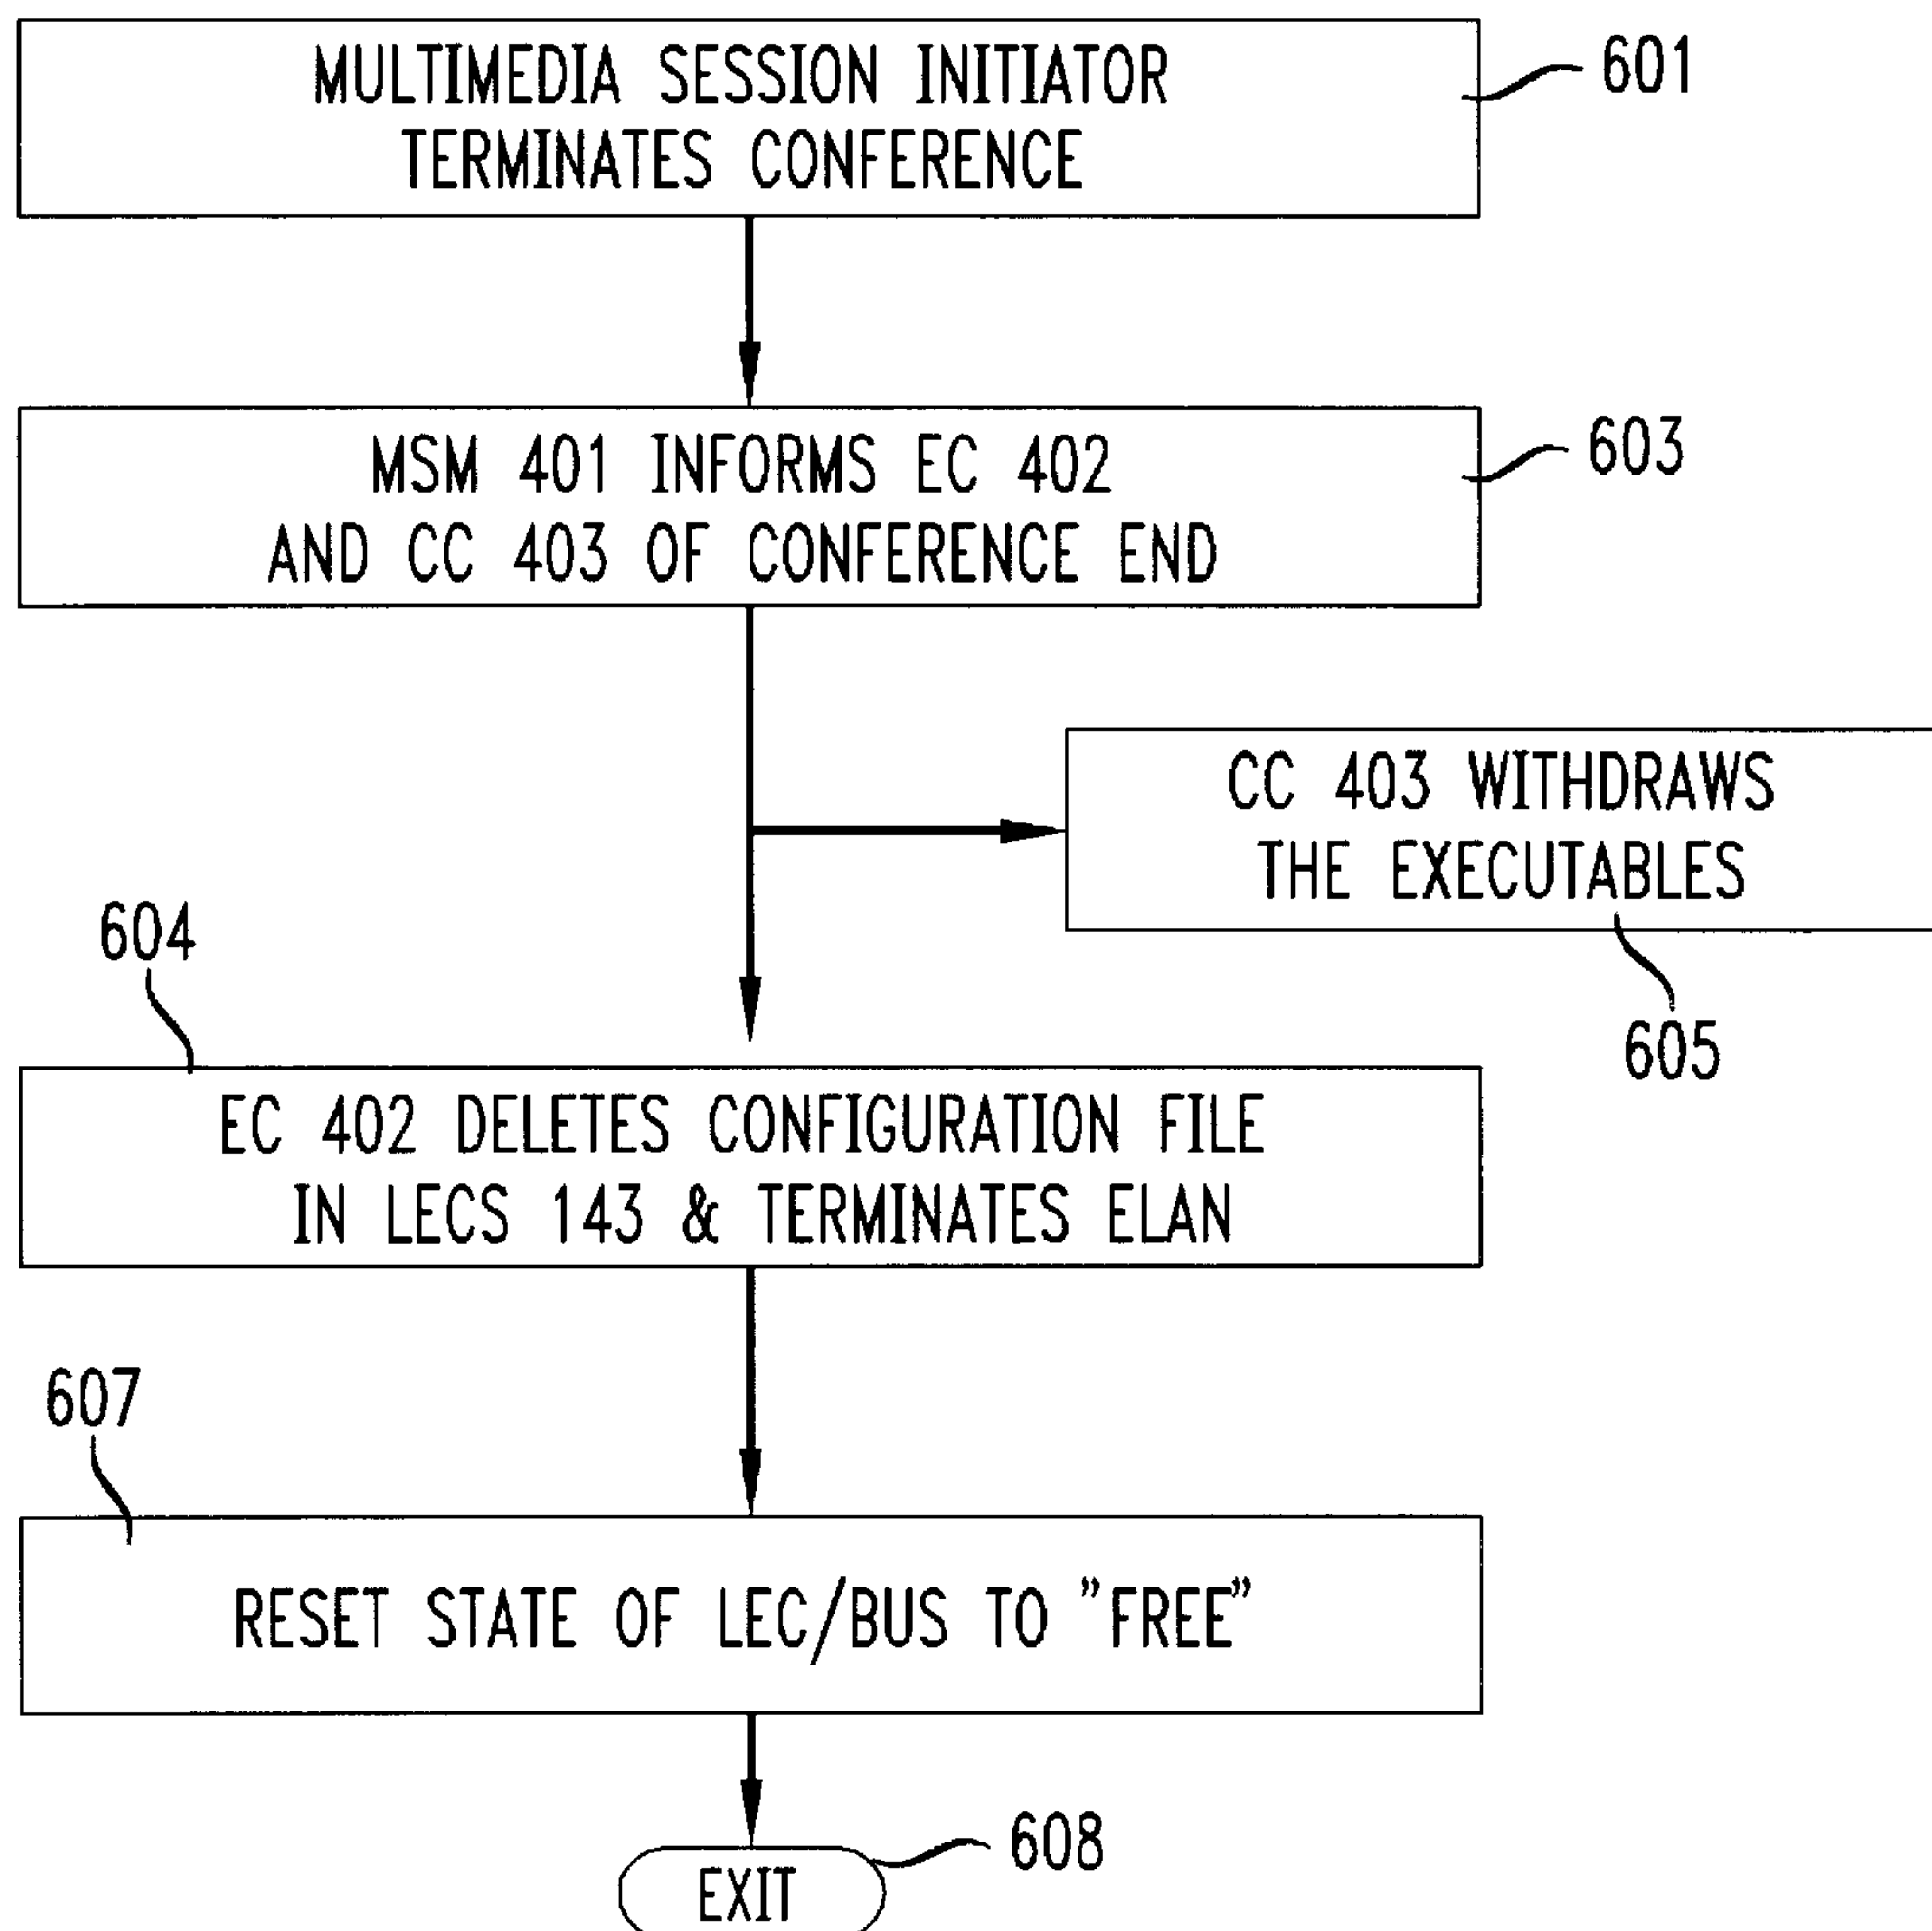 MULTIMEDIA SESSION INITIATOR
TERMINATES CONFERENCE
601
MSM 401 INFORMS EC 402
AND CC 403 OF CONFERENCE END
603
CC 403 WITHDRAWS
THE EXECUTABLES
605
604
EC 402 DELETES CONFIGURATION FILE
IN LECS 143 & TERMINATES ELAN
607
RESET STATE OF LEC/BUS TO ”FREE”
608
EXIT